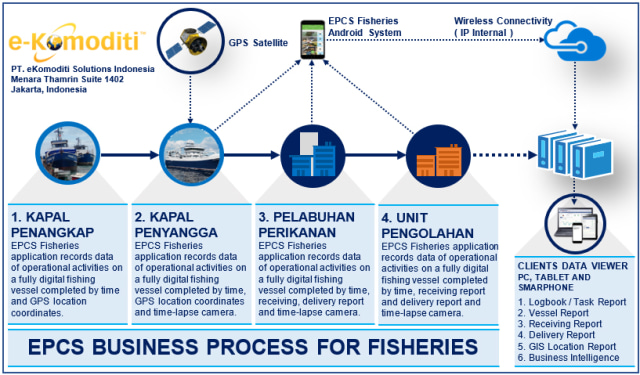 e-Komoditi™
PT. eKomoditi Solutions Indonesia
Menara Thamrin Suite 1402
Jakarta, Indonesia
GPS Satellite
EPCS Fisheries
Android System
Wireless Connectivity
( IP Internal )
1. KAPAL
PENANGKAP
EPCS Fisheries
application records data
of operational activities on
a fully digital fishing
vessel completed by time
and GPS location
coordinates.
2. KAPAL
PENYANGGA
EPCS Fisheries
application records data
of operational activities on
a fully digital fishing
vessel completed by time,
GPS location coordinates
and time-lapse camera.
3. PELABUHAN
PERIKANAN
EPCS Fisheries
application records data
of operational activities on
a fully digital fishing
vessel completed by time,
receiving, delivery report
and time-lapse camera.
4. UNIT
PENGOLAHAN
EPCS Fisheries application
records data of operational
activities on a fully digital
fishing vessel completed
by time, receiving report
and delivery report and
time-lapse camera.
CLIENTS DATA VIEWER
PC, TABLET AND
SMARPHONE
1. Logbook / Task Report
2. Vessel Report
3. Receiving Report
4. Delivery Report
5. GIS Location Report
6. Business Intelligence
EPCS BUSINESS PROCESS FOR FISHERIES